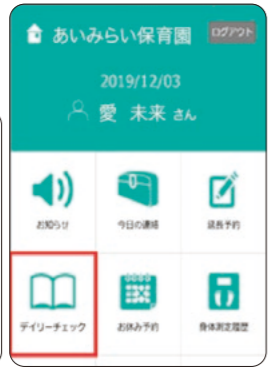 あいみらい保育園 ログアウト
2019/12/03
愛 未来 さん
お知らせ 今日の連絡 延長予約
デイリーチェック お休み予約 身体測定履歴